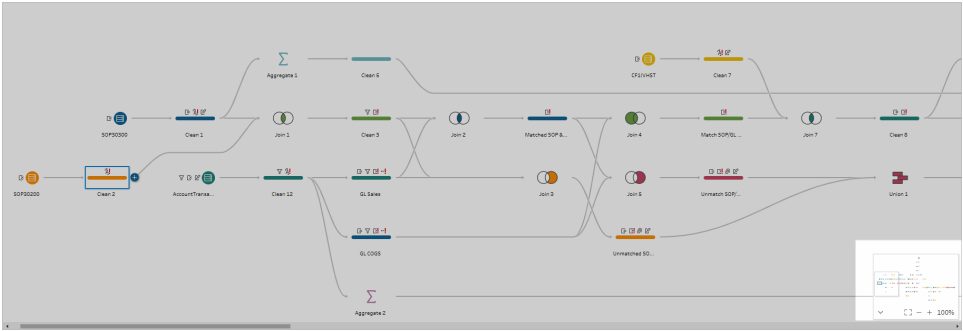 Aggregate 1
Clean 5
CF1IVHST
Clean 7
SOP30300
Clean 1
Join 1
Clean 3
Join 2
Matched SOP B...
Join 4
Match SOP/GL ...
Join 7
Clean 8
SOP30200
Clean 2
AccountTransa...
Clean 12
GL Sales
Join 3
Join 5
Unmatch SOP/...
Union 1
GL COGS
Unmatched SO...
Aggregate 2
100%